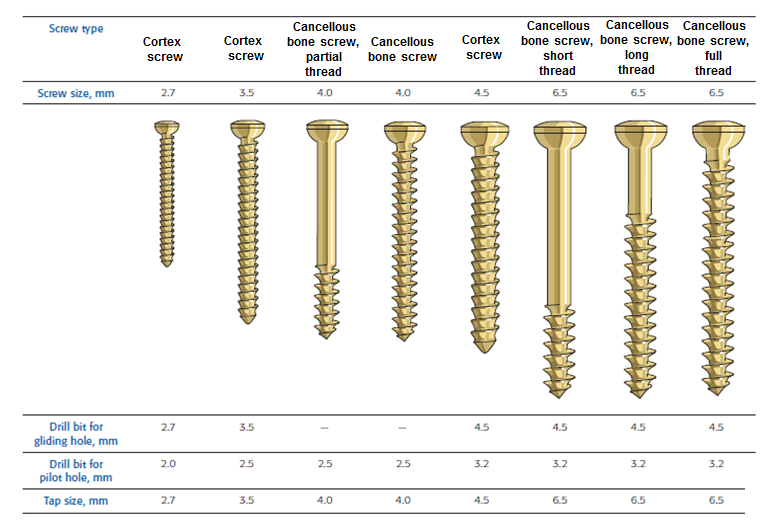 Screw type
Cortex screw
Cortex screw
Cancellous bone screw, partial thread
Cancellous bone screw
Cortex screw
Cancellous bone screw, short thread
Cancellous bone screw, long thread
Cancellous bone screw, full thread
Screw size, mm 2.7 3.5 4.0 4.0 4.5 6.5 6.5 6.5
Drill bit for gliding hole, mm 2.7 3.5 – – 4.5 4.5 4.5 4.5
Drill bit for pilot hole, mm 2.0 2.5 2.5 2.5 3.2 3.2 3.2 3.2
Tap size, mm 2.7 3.5 4.0 4.0 4.5 6.5 6.5 6.5